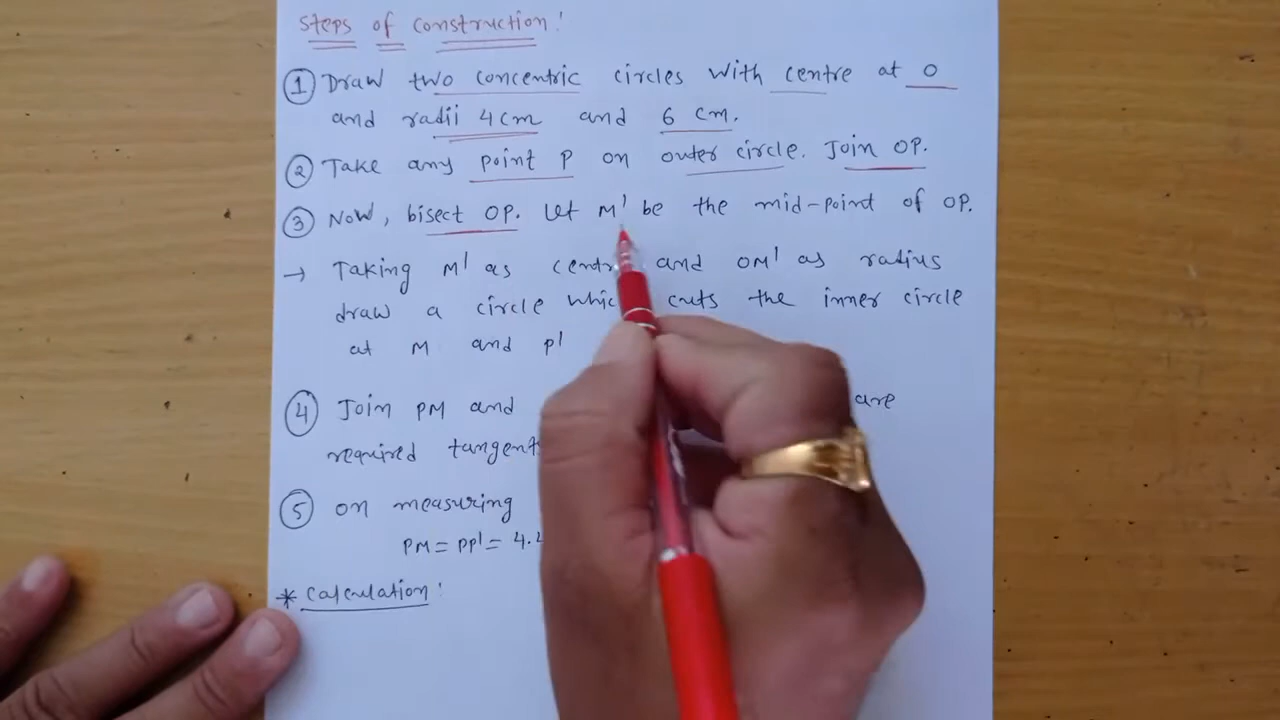 Steps of construction!
① Draw two concentric circles with centre at O
and radii 4cm and 6 cm.
② Take any point P on outer circle. Join OP.
③ Now, bisect OP. Let M' be the mid-point of OP.
→ Taking M' as and OM' as radius
draw a circle cuts the inner circle
at M and P'
④ Join PM and are
required
⑤ on measuring
PM = PP' =
* Calculation: